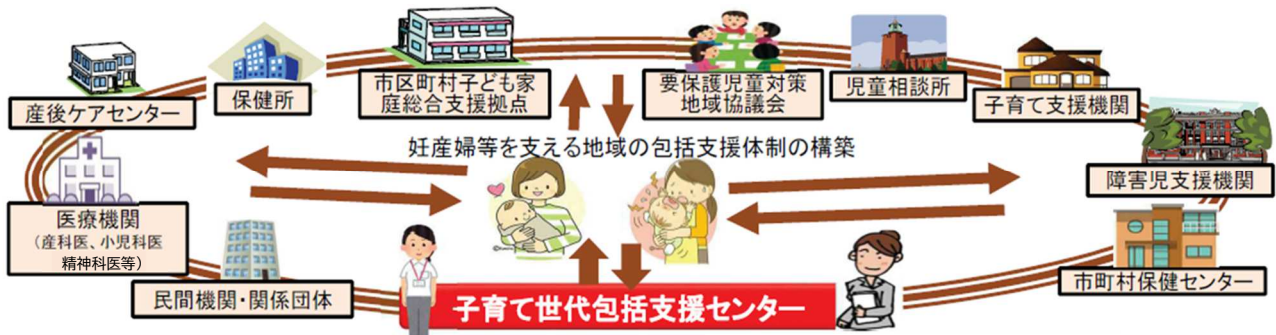 産後ケアセンター
保健所
市区町村子ども家
庭総合支援拠点
要保護児童対策
地域協議会
児童相談所
子育て支援機関
妊産婦等を支える地域の包括支援体制の構築
障害児支援機関
医療機関
（産科医、小児科医
精神科医等）
民間機関・関係団体
市町村保健センター
子育て世代包括支援センター